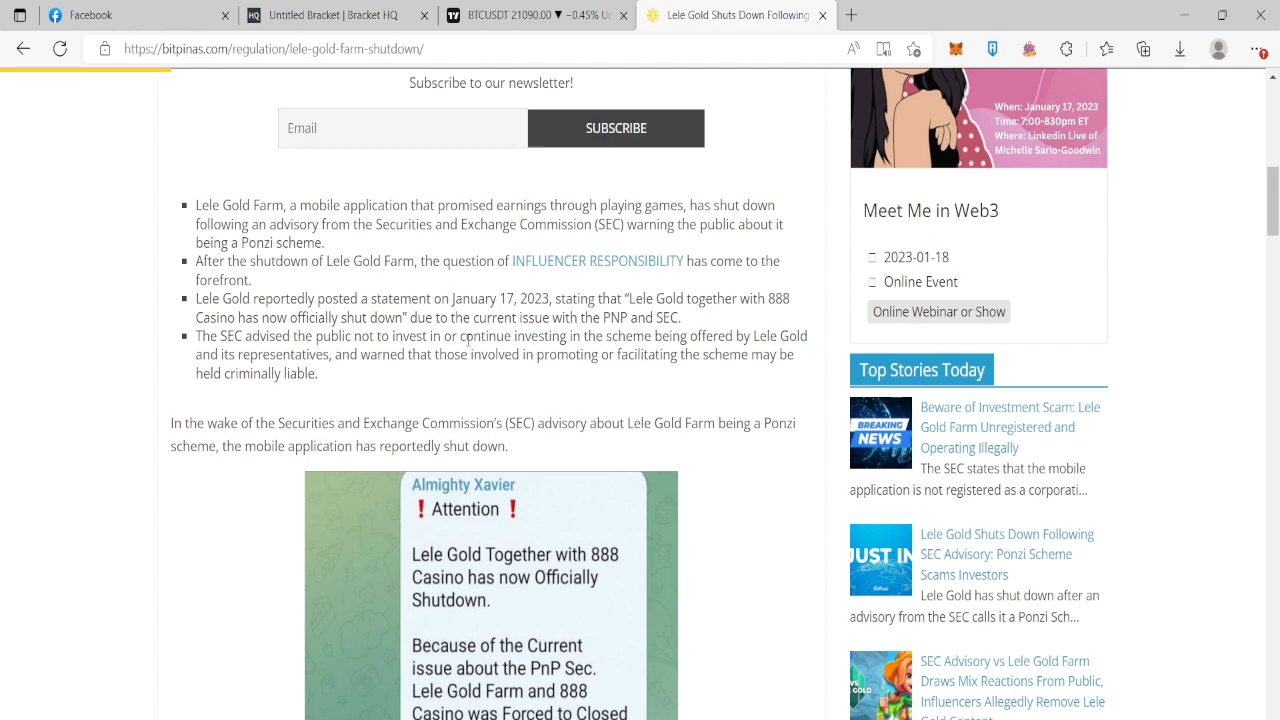 Facebook
Untitled | Bracket HQ
BTCUSDT 21090.00 ▼ −0.45% Un
Lele Gold Shuts Down Following
https://bitpinas.com/regulation/lele-gold-farm-shutdown/
Subscribe to our newsletter!
Email
SUBSCRIBE
Lele Gold Farm, a mobile application that promised earnings through playing games, has shut down
following an advisory from the Securities and Exchange Commission (SEC) warning the public about it
being a Ponzi scheme.
After the shutdown of Lele Gold Farm, the question of INFLUENCER RESPONSIBILITY has come to the
forefront.
Lele Gold reportedly posted a statement on January 17, 2023, stating that “Lele Gold together with 888
Casino has now officially shut down” due to the current issue with the PNP and SEC.
The SEC advised the public not to invest in or continue investing in the scheme being offered by Lele Gold
and its representatives, and warned that those involved in promoting or facilitating the scheme may be
held criminally liable.
In the wake of the Securities and Exchange Commission’s (SEC) advisory about Lele Gold Farm being a Ponzi
scheme, the mobile application has reportedly shut down.
Almighty Xavier
❗ Attention ❗
Lele Gold Together with 888
Casino has now Officially
Shutdown.
Because of the Current
issue about the PnP Sec.
Lele Gold Farm and 888
Casino was Forced to Closed
When: January 17, 2023
Time: 7:00-830pm ET
Where: Linkedin Live of
Michelle Sario-Goodwin
Meet Me in Web3
2023-01-18
Online Event
Online Webinar or Show
Top Stories Today
BREAKING
NEWS
Beware of Investment Scam: Lele
Gold Farm Unregistered and
Operating Illegally
The SEC states that the mobile
application is not registered as a corporati...
JUST IN
Lele Gold Shuts Down Following
SEC Advisory: Ponzi Scheme
Scams Investors
Lele Gold has shut down after an
advisory from the SEC calls it a Ponzi Sch...
VS
GOLD
SEC Advisory vs Lele Gold Farm
Draws Mix Reactions From Public,
Influencers Allegedly Remove Lele
Gold Content